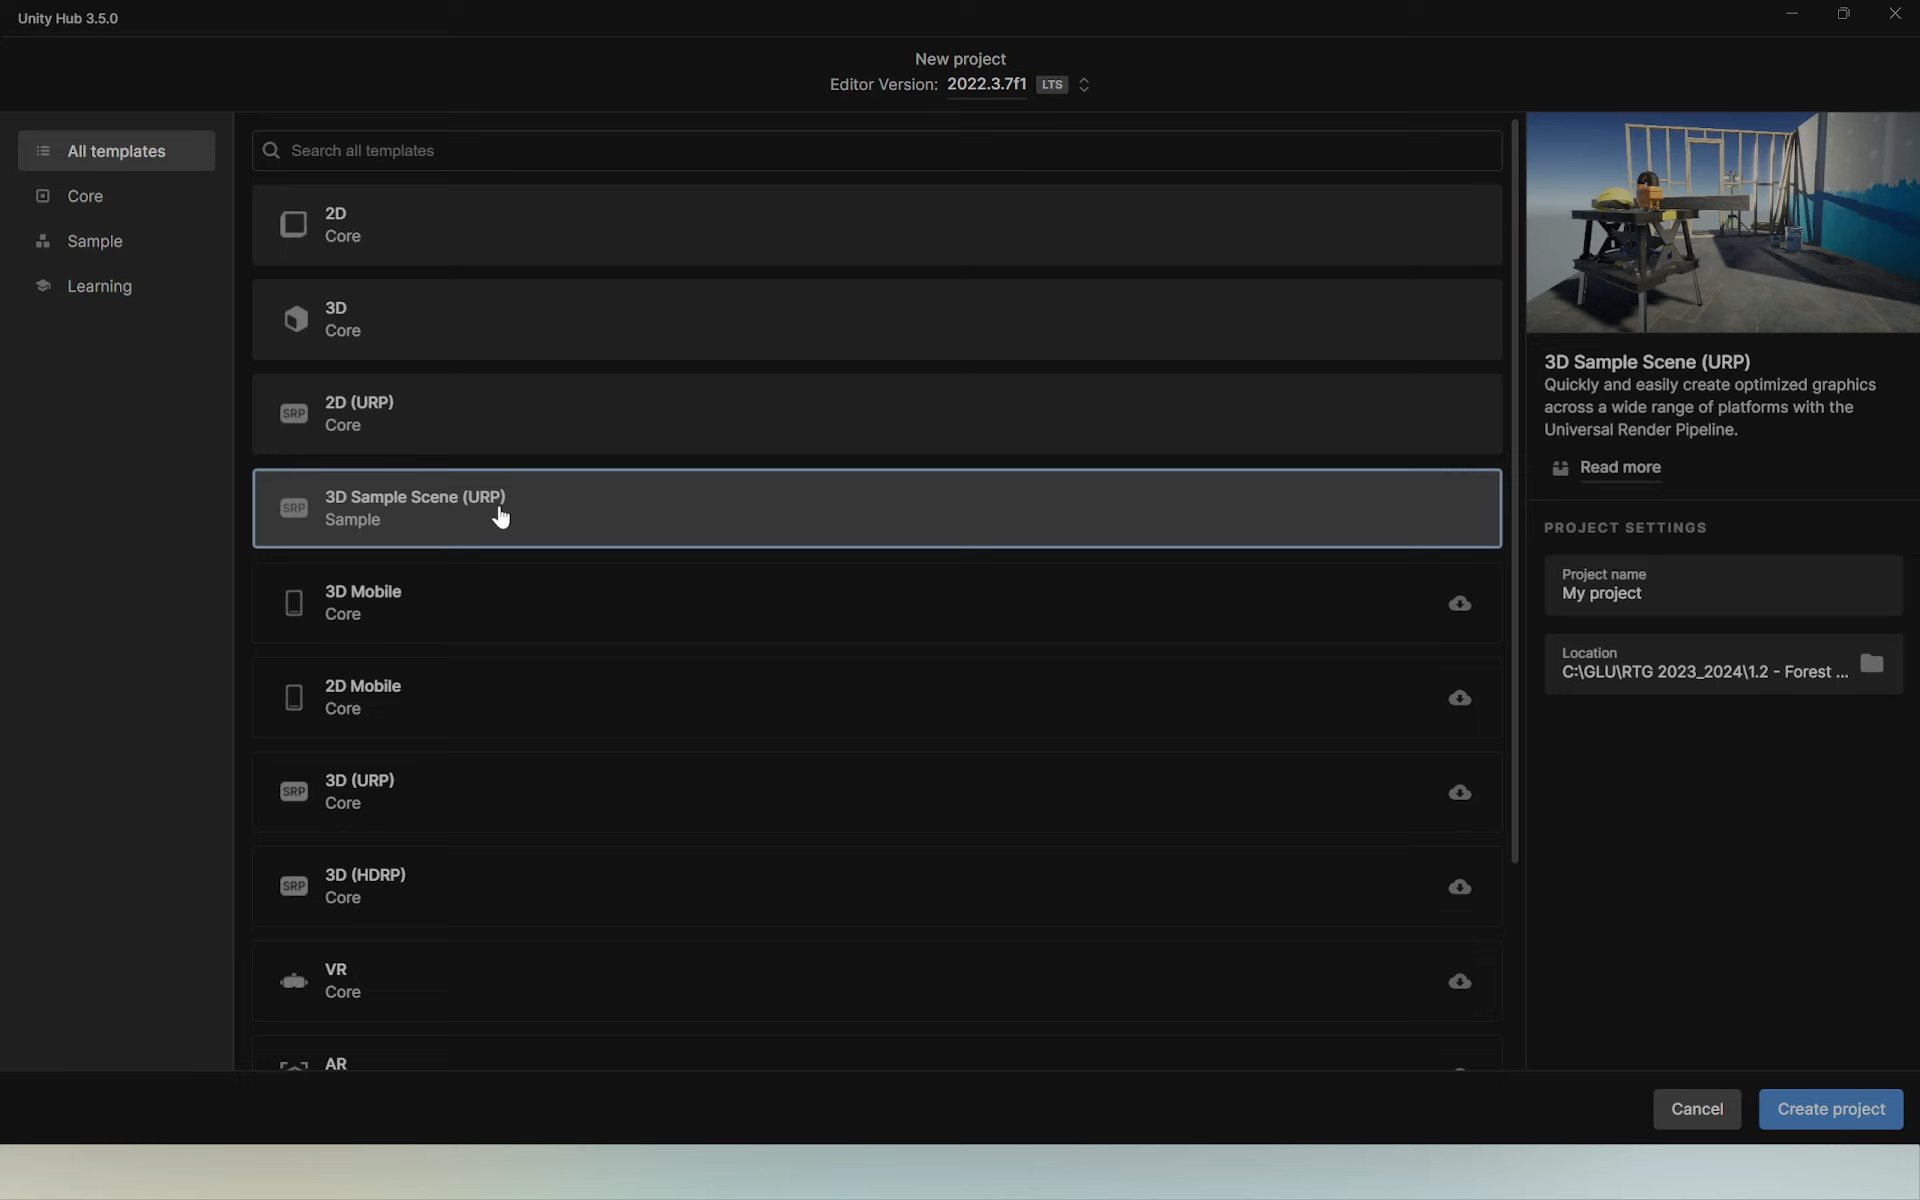 Unity Hub 3.5.0
New project
Editor Version: 2022.3.7f1 LTS
All templates
Core
Sample
Learning
Search all templates
2D
Core
3D
Core
SRP
2D (URP)
Core
SRP
3D Sample Scene (URP)
Sample
3D Mobile
Core
2D Mobile
Core
SRP
3D (URP)
Core
SRP
3D (HDRP)
Core
VR
Core
AR
3D Sample Scene (URP)
Quickly and easily create optimized graphics
across a wide range of platforms with the
Universal Render Pipeline.
Read more
PROJECT SETTINGS
Project name
My project
Location
C:\GLU\RTG 2023_2024\1.2 - Forest ...
Cancel
Create project